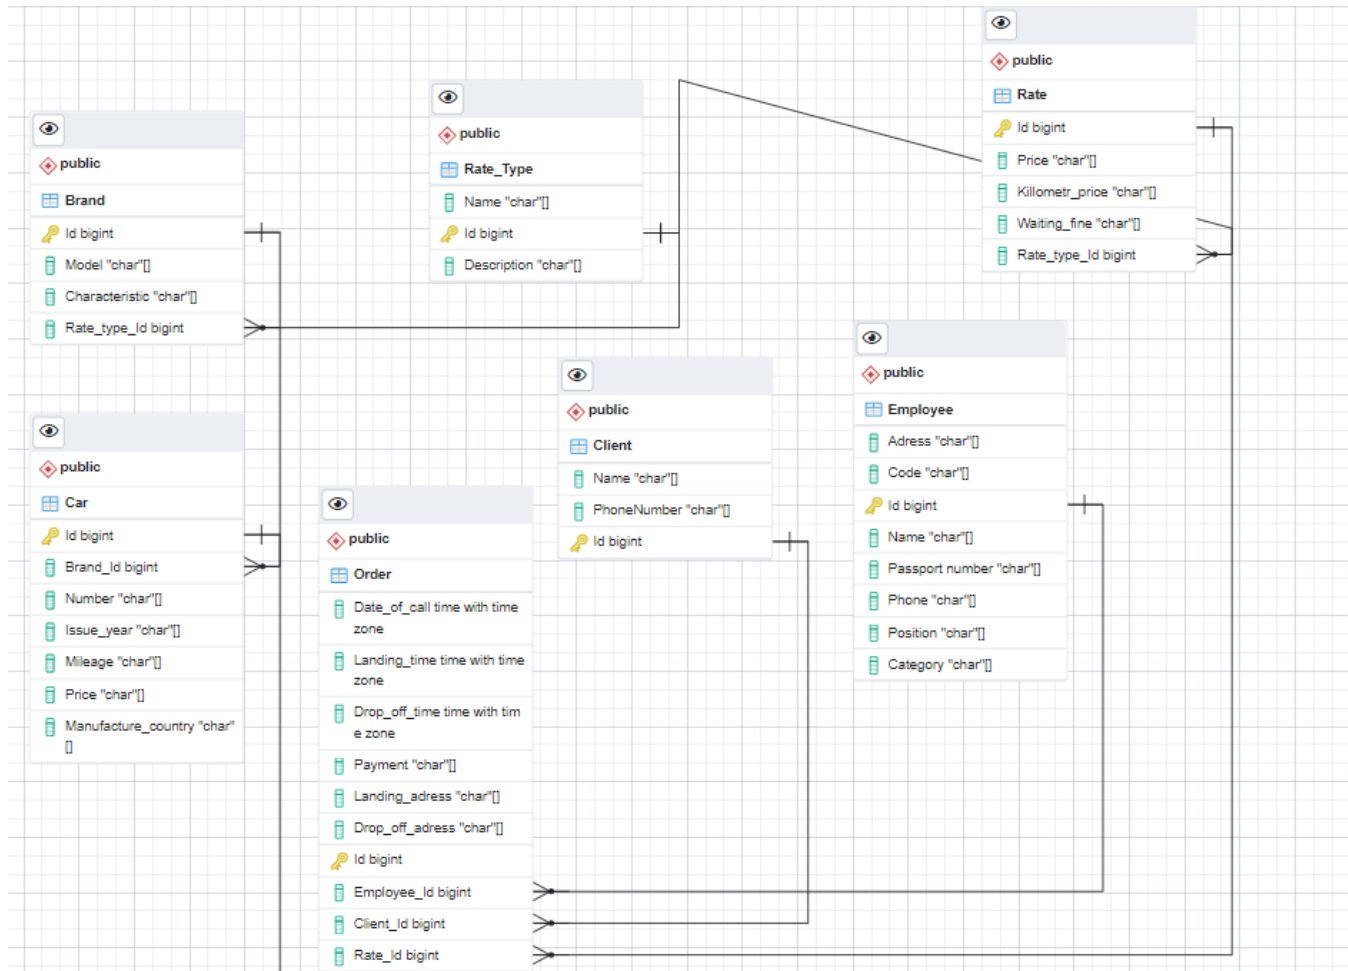 public
Brand
Id bigint
Model "char"[]
Characteristic "char"[]
Rate_type_Id bigint
public
Rate_Type
Name "char"[]
Id bigint
Description "char"[]
public
Rate
Id bigint
Price "char"[]
Killometr_price "char"[]
Waiting_fine "char"[]
Rate_type_Id bigint
public
Car
Id bigint
Brand_Id bigint
Number "char"[]
Issue_year "char"[]
Mileage "char"[]
Price "char"[]
Manufacture_country "char"
[]
public
Order
Date_of_call time with time
zone
Landing_time time with time
zone
Drop_off_time time with tim
e zone
Payment "char"[]
Landing_adress "char"[]
Drop_off_adress "char"[]
Id bigint
Employee_Id bigint
Client_Id bigint
Rate_Id bigint
public
Client
Name "char"[]
PhoneNumber "char"[]
Id bigint
public
Employee
Adress "char"[]
Code "char"[]
Id bigint
Name "char"[]
Passport number "char"[]
Phone "char"[]
Position "char"[]
Category "char"[]